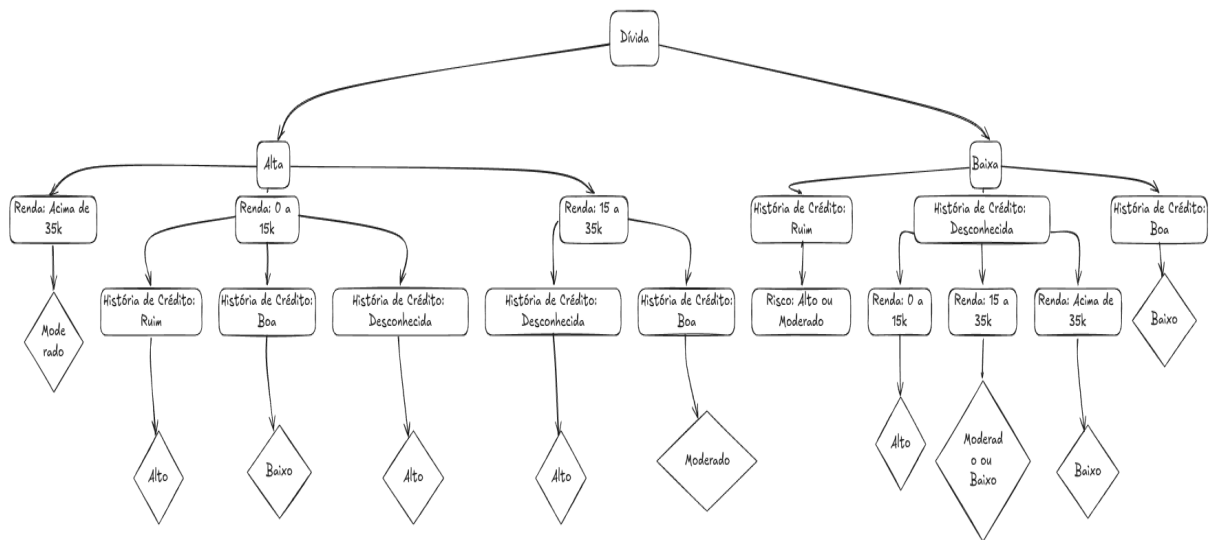 Dívida
Alta
Baixa
Renda: Acima de
35k
Renda: 0 a
15k
Renda: 15 a
35k
História de Crédito:
Ruim
História de Crédito:
Desconhecida
História de Crédito:
Boa
História de Crédito:
Ruim
História de Crédito:
Boa
História de Crédito:
Desconhecida
História de Crédito:
Desconhecida
História de Crédito:
Boa
Risco: Alto ou
Moderado
Renda: 0 a
15k
Renda: 15 a
35k
Renda: Acima de
35k
Baixo
Mode
rado
Alto
Baixo
Alto
Alto
Moderado
Alto
Moderad
o ou
Baixo
Baixo